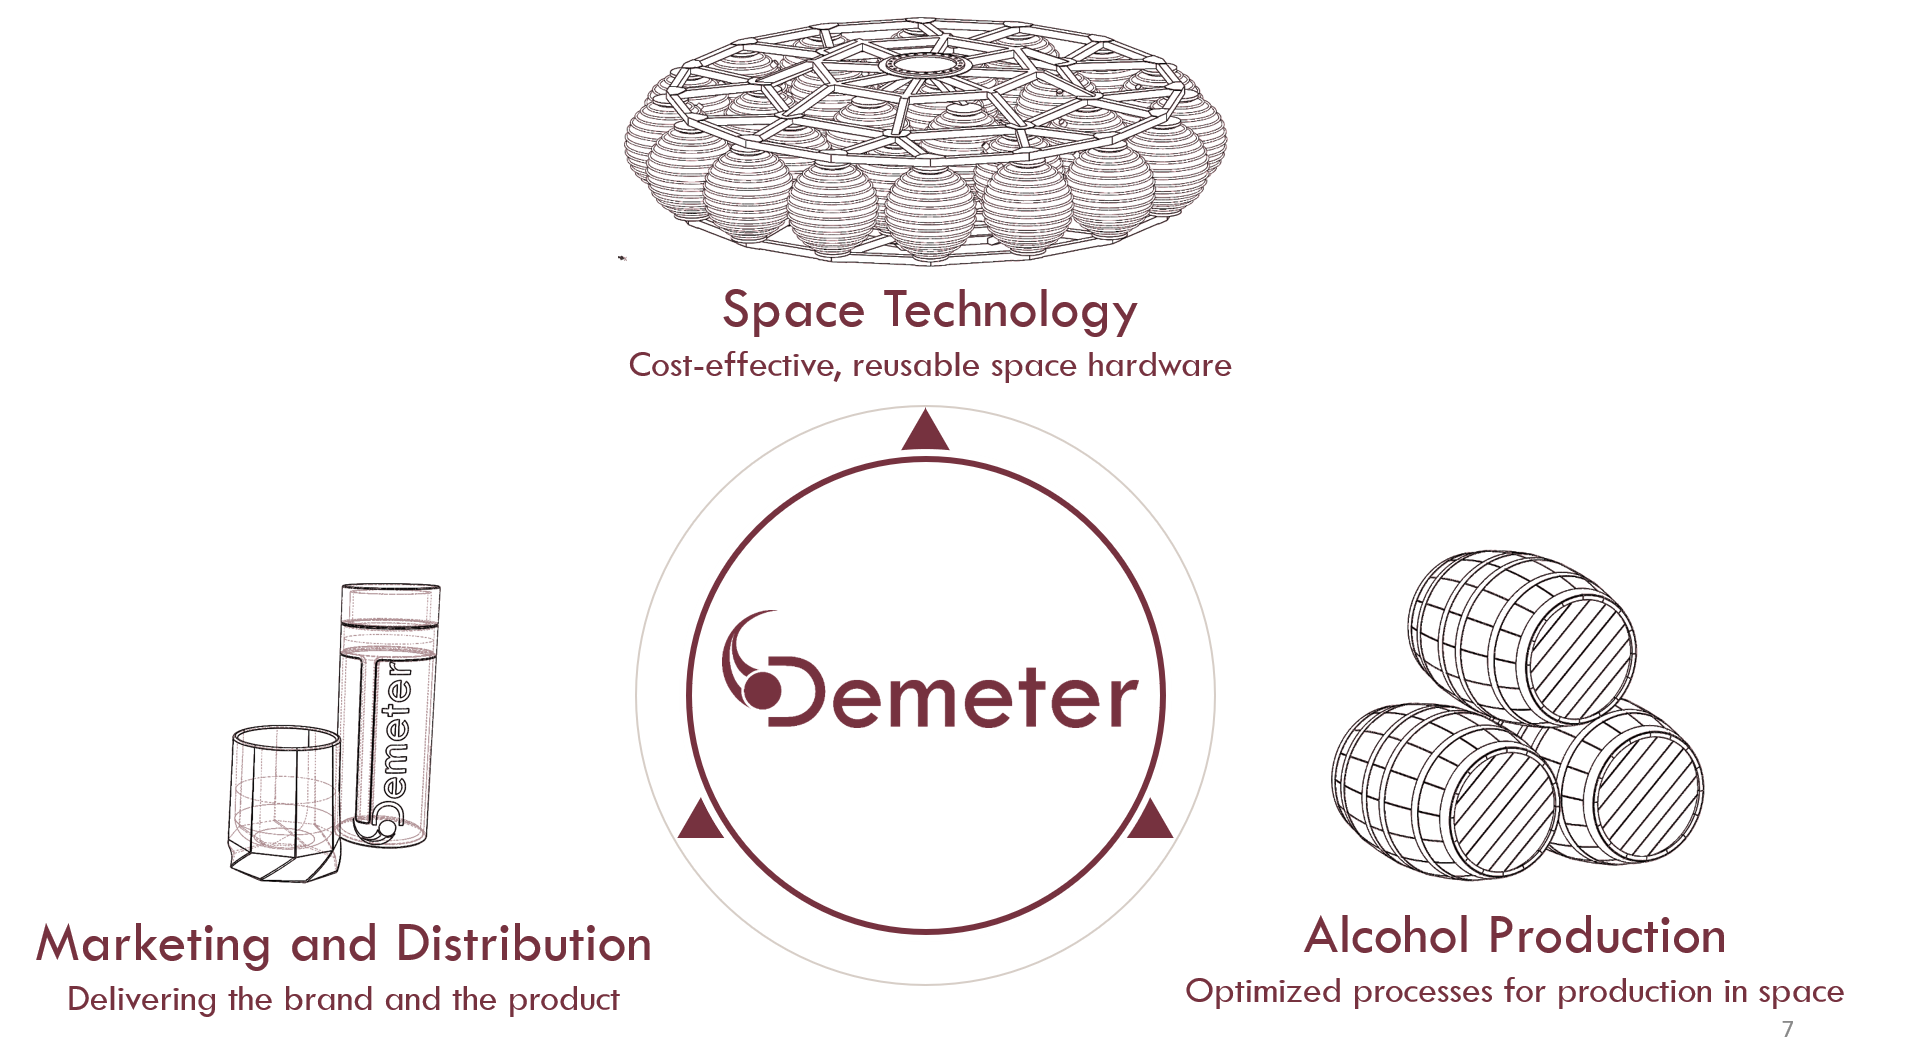 Space Technology
Cost-effective, reusable space hardware
Demeter
Demeter
Marketing and Distribution
Delivering the brand and the product
Alcohol Production
Optimized processes for production in space
7